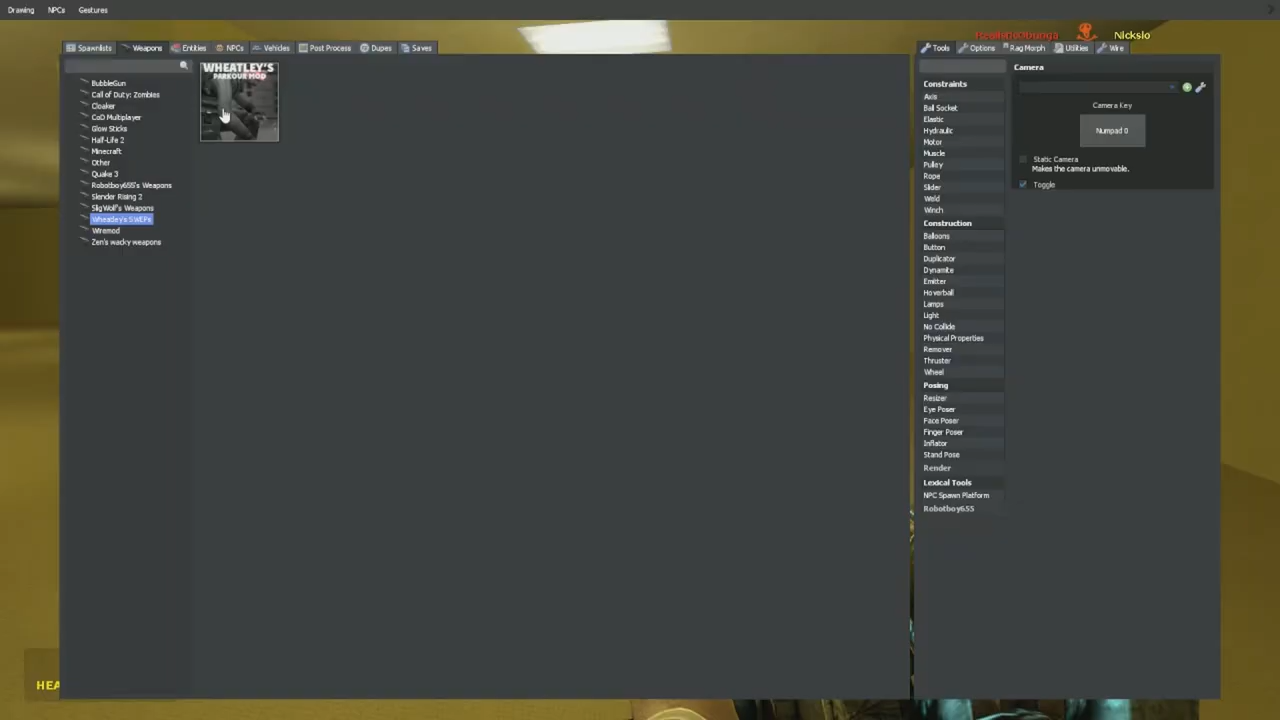 Drawing NPCs Gestures
RealisticObunga Nickslo
Spawnlists Weapons Entities NPCs Vehicles Post Process Dupes Saves
Tools Options Rag Morph Utilities Wire
BubbleGun
Call of Duty: Zombies
Cloaker
CoD Multiplayer
Glow Sticks
Half-Life 2
Minecraft
Other
Quake 3
Robotboy655's Weapons
Slender Rising 2
SligWolf's Weapons
Wheatley's SWEPs
Wiremod
Zen's wacky weapons
WHEATLEY'S
PARKOUR MOD
Constraints
Axis
Ball Socket
Elastic
Hydraulic
Motor
Muscle
Pulley
Rope
Slider
Weld
Winch
Construction
Balloons
Button
Duplicator
Dynamite
Emitter
Hoverball
Lamps
Light
No Collide
Physical Properties
Remover
Thruster
Wheel
Posing
Resizer
Eye Poser
Face Poser
Finger Poser
Inflator
Stand Pose
Render
Lexical Tools
NPC Spawn Platform
Robotboy655
Camera
Camera Key
Numpad 0
Static Camera
Makes the camera unmovable.
Toggle
HEA